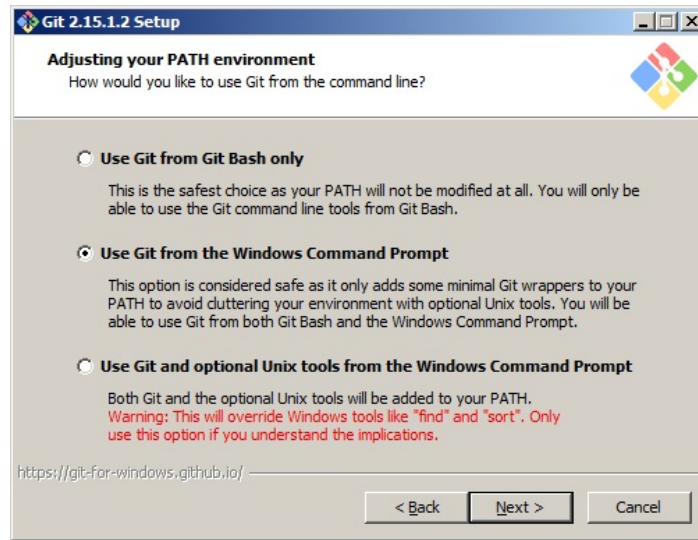 Git 2.15.1.2 Setup
Adjusting your PATH environment
How would you like to use Git from the command line?
Use Git from Git Bash only
This is the safest choice as your PATH will not be modified at all. You will only be
able to use the Git command line tools from Git Bash.
Use Git from the Windows Command Prompt
This option is considered safe as it only adds some minimal Git wrappers to your
PATH to avoid cluttering your environment with optional Unix tools. You will be
able to use Git from both Git Bash and the Windows Command Prompt.
Use Git and optional Unix tools from the Windows Command Prompt
Both Git and the optional Unix tools will be added to your PATH.
Warning: This will override Windows tools like "find" and "sort". Only
use this option if you understand the implications.
https://git-for-windows.github.io/
< Back Next > Cancel